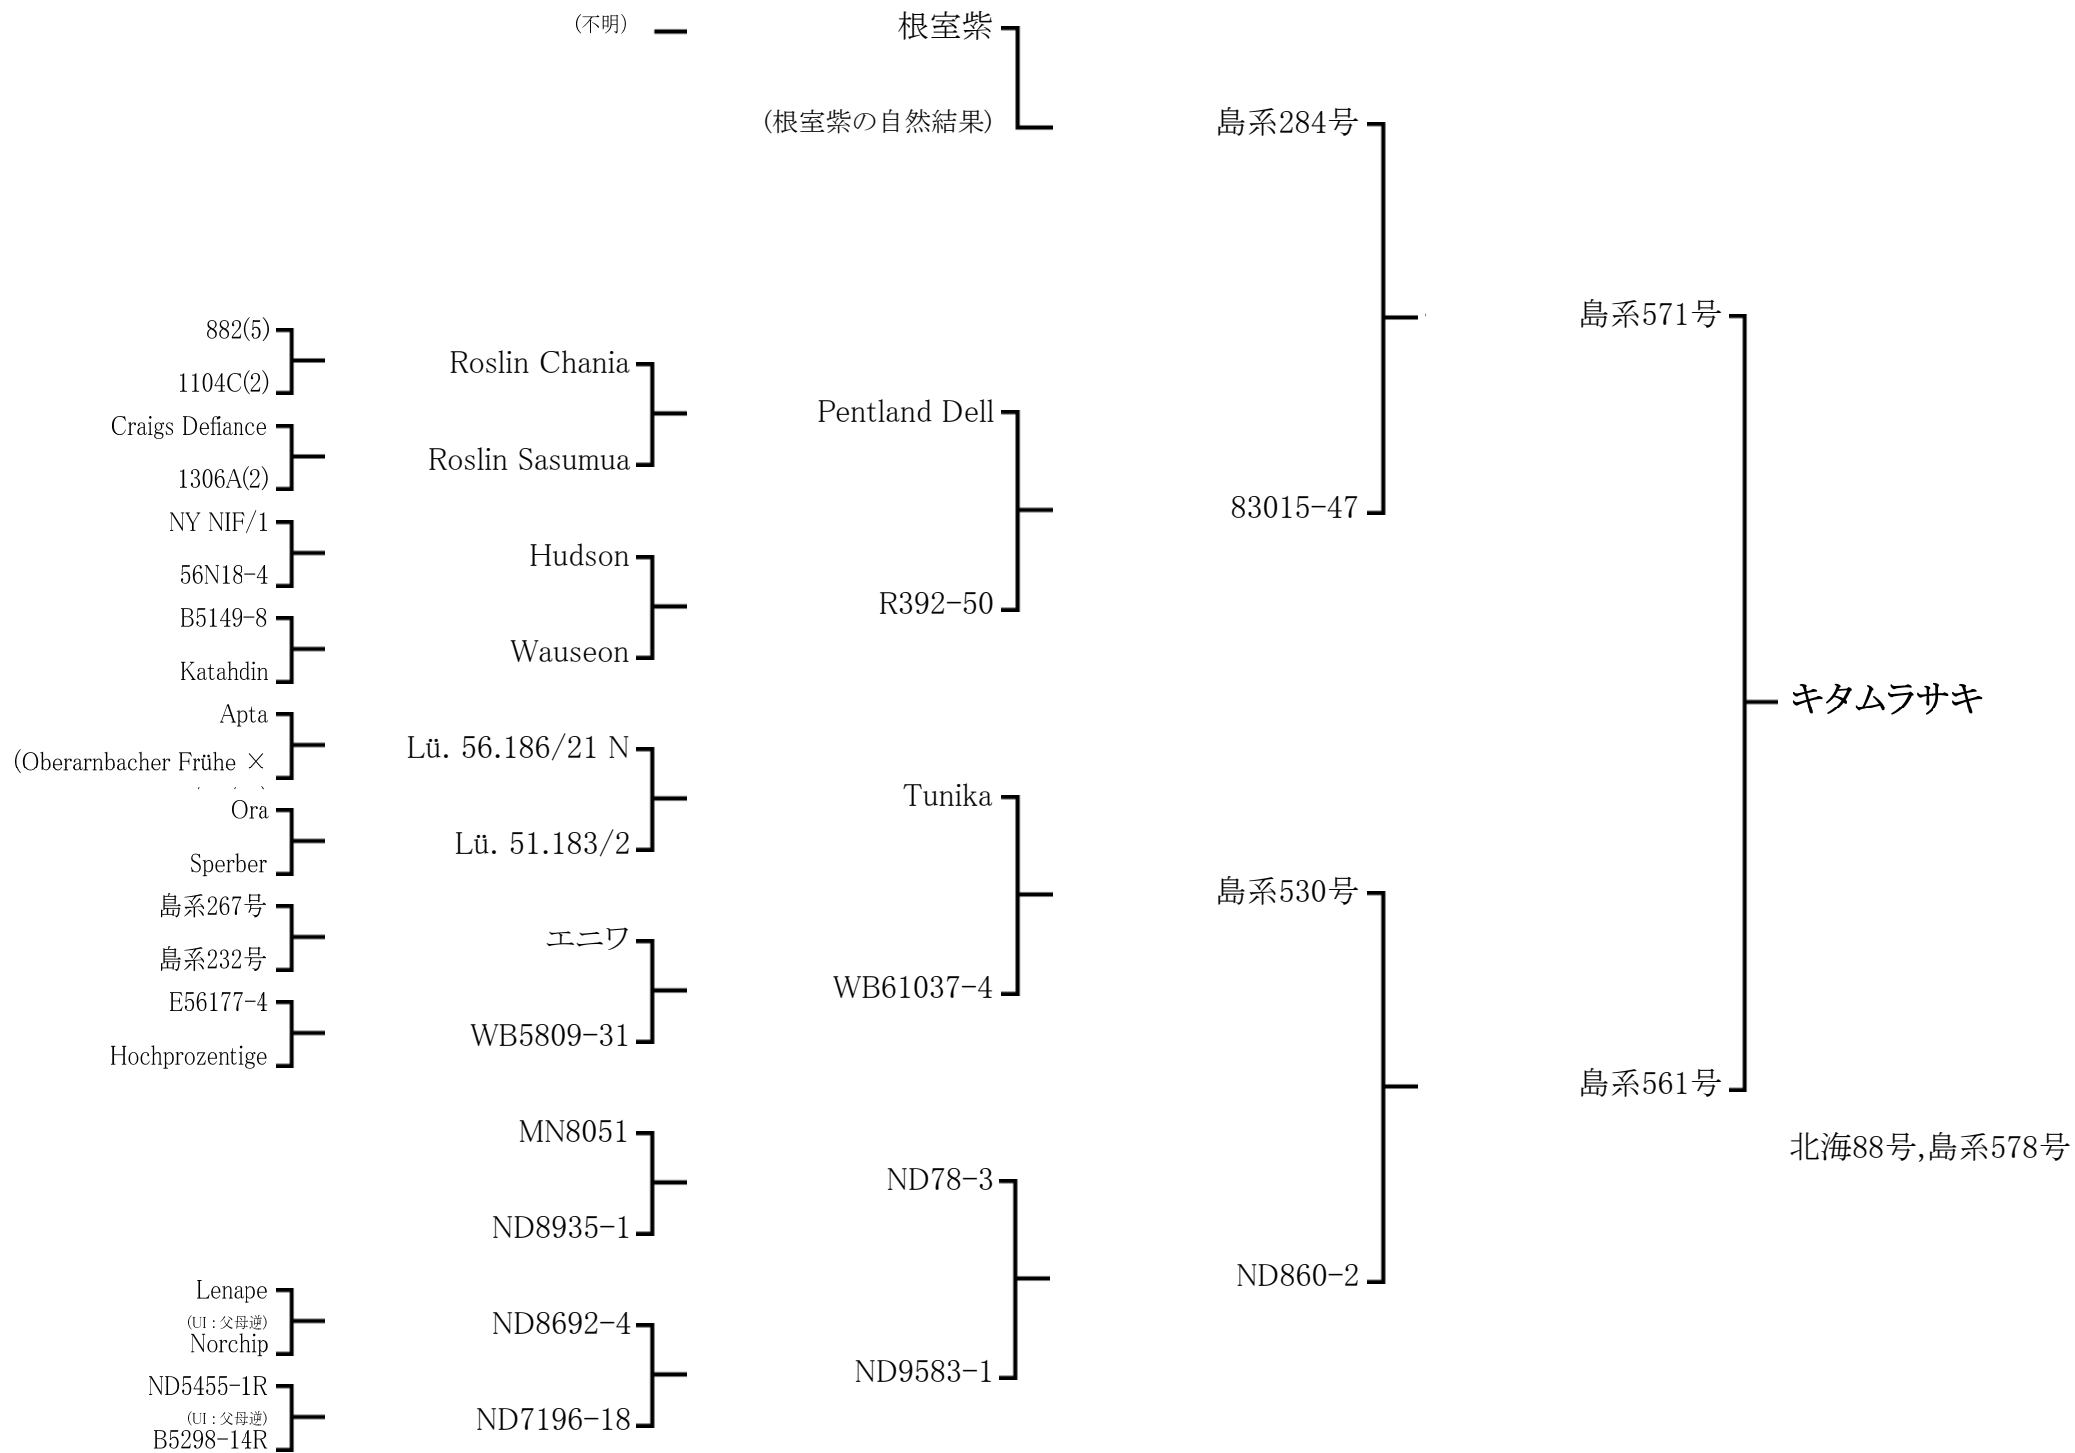 (不明)
根室紫
(根室紫の自然結果)
島系284号
島系571号
882(5)
1104C(2)
Roslin Chania
Craigs Defiance
Pentland Dell
Roslin Sasumua
1306A(2)
83015-47
NY NIF/1
Hudson
56N18-4
R392-50
B5149-8
Wauseon
Katahdin
キタムラサキ
Apta
Lü. 56.186/21 N
(Oberarnbacher Frühe ×
Tunika
Ora
Lü. 51.183/2
Sperber
島系530号
島系267号
エニワ
島系232号
WB61037-4
E56177-4
WB5809-31
Hochprozentige
島系561号
MN8051
北海88号,島系578号
ND78-3
ND8935-1
ND860-2
Lenape
(UI:父母逆)
ND8692-4
Norchip
ND9583-1
ND5455-1R
(UI:父母逆)
ND7196-18
B5298-14R